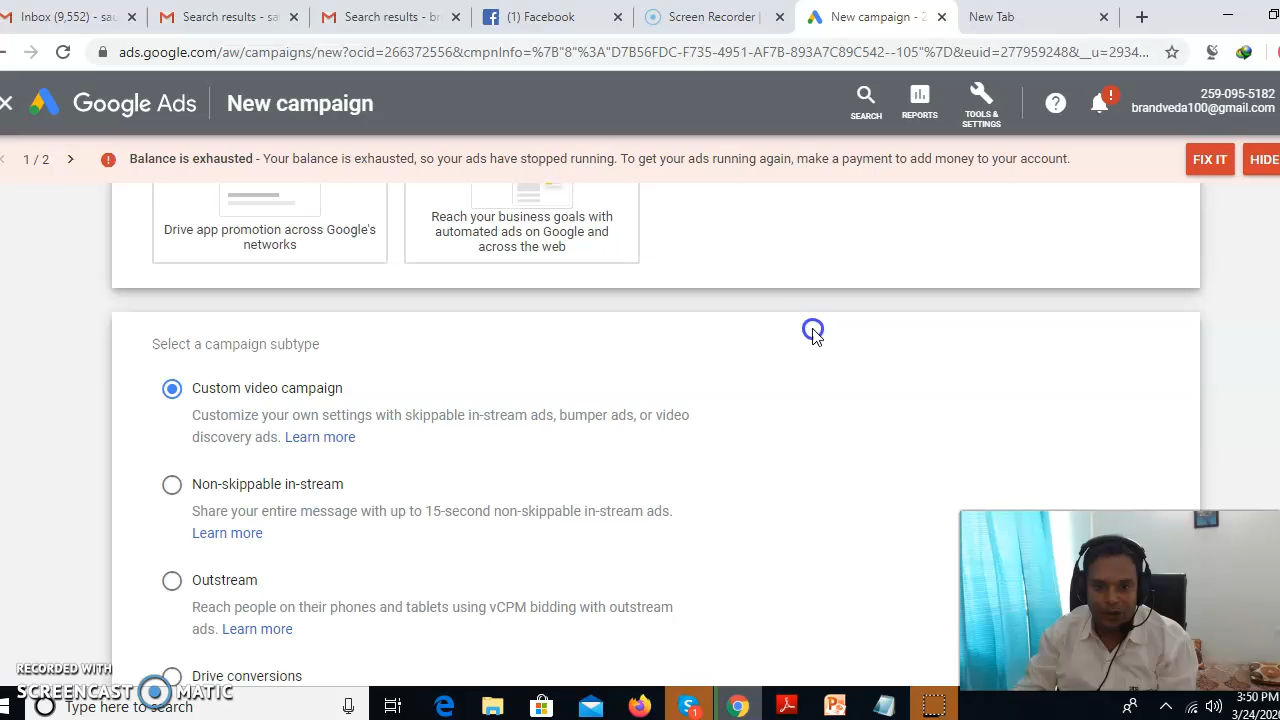 Inbox (9,552) - sau
Search results - sa
Search results - br
(1) Facebook
Screen Recorder |
New campaign - 2
New Tab
ads.google.com/aw/campaigns/new?ocid=266372556&cmpnInfo=%7B"8"%3A"D7B56FDC-F735-4951-A77B-893A7C89C542--105"%7D&euid=277959248&__u=2934...
Google Ads
New campaign
SEARCH
REPORTS
TOOLS &
SETTINGS
259-095-5182
brandveda100@gmail.com
1 / 2
Balance is exhausted - Your balance is exhausted, so your ads have stopped running. To get your ads running again, make a payment to add money to your account.
FIX IT
HIDE
Drive app promotion across Google's
networks
Reach your business goals with
automated ads on Google and
across the web
Select a campaign subtype
Custom video campaign
Customize your own settings with skippable in-stream ads, bumper ads, or video
discovery ads. Learn more
Non-skippable in-stream
Share your entire message with up to 15-second non-skippable in-stream ads.
Learn more
Outstream
Reach people on their phones and tablets using vCPM bidding with outstream
ads. Learn more
Drive conversions
RECORDED WITH
SCREENCAST MATIC
Type here to search
3:50 PM
3/24/202